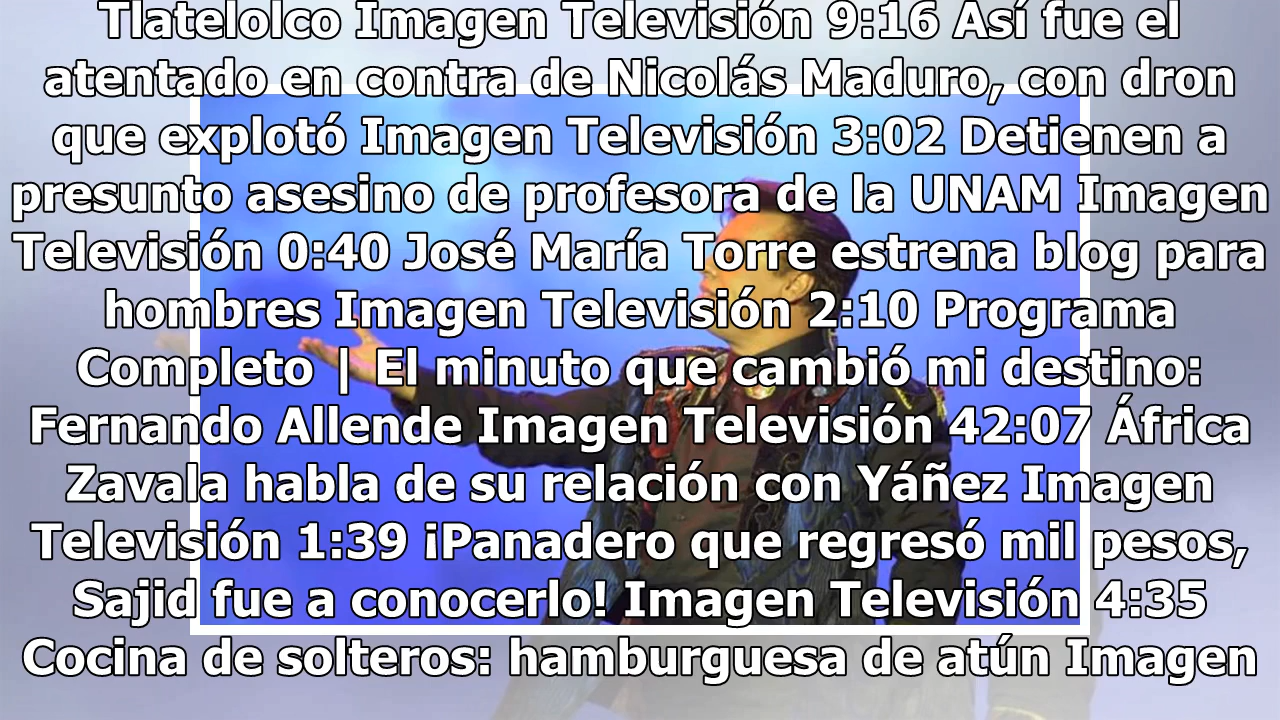 Tlatelolco Imagen Televisión 9:16 Así fue el
atentado en contra de Nicolás Maduro, con dron
que explotó Imagen Televisión 3:02 Detienen a
presunto asesino de profesora de la UNAM Imagen
Televisión 0:40 José María Torre estrena blog para
hombres Imagen Televisión 2:10 Programa
Completo | El minuto que cambió mi destino:
Fernando Allende Imagen Televisión 42:07 África
Zavala habla de su relación con Yáñez Imagen
Televisión 1:39 ¡Panadero que regresó mil pesos,
Sajid fue a conocerlo! Imagen Televisión 4:35
Cocina de solteros: hamburguesa de atún Imagen